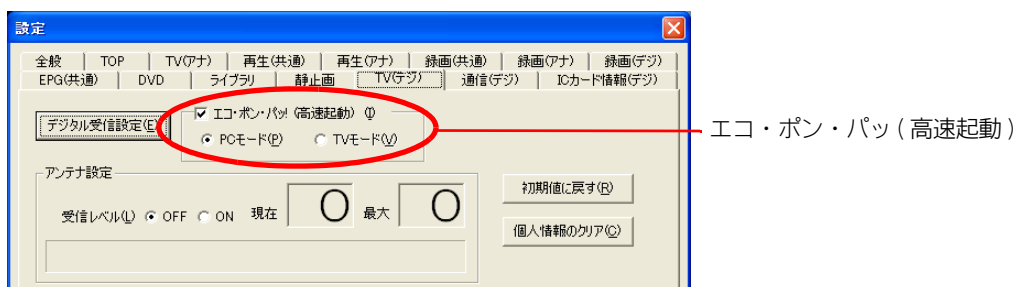 設定
全般 TOP TV(アナ) 再生(共通) 再生(アナ) 録画(共通) 録画(アナ) 録画(デジ)
EPG(共通) DVD ライブラリ 静止画 TV(デジ) 通信(デジ) ICカード情報(デジ)
デジタル受信設定(E)
エコ・ポン・パッ! (高速起動) (I)
PCモード(P) TVモード(V)
エコ・ポン・パッ(高速起動)
アンテナ設定
受信レベル(L) OFF ON 現在 0 最大 0
初期値に戻す(R)
個人情報のクリア(C)